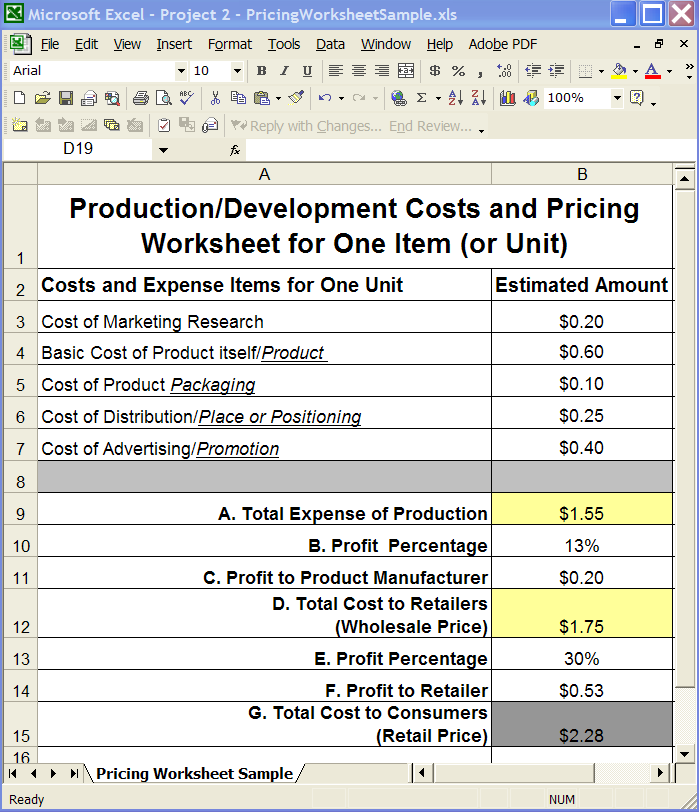 Microsoft Excel - Project 2 - PricingWorksheetSample.xls
File Edit View Insert Format Tools Data Window Help Adobe PDF
Arial 10 B I U $ % ,
Σ 100%
Reply with Changes... End Review...
D19 fx
A B
1 Production/Development Costs and Pricing
Worksheet for One Item (or Unit)
2 Costs and Expense Items for One Unit Estimated Amount
3 Cost of Marketing Research $0.20
4 Basic Cost of Product itself/Product $0.60
5 Cost of Product Packaging $0.10
6 Cost of Distribution/Place or Positioning $0.25
7 Cost of Advertising/Promotion $0.40
8
9 A. Total Expense of Production $1.55
10 B. Profit Percentage 13%
11 C. Profit to Product Manufacturer $0.20
D. Total Cost to Retailers
12 (Wholesale Price) $1.75
13 E. Profit Percentage 30%
14 F. Profit to Retailer $0.53
G. Total Cost to Consumers
15 (Retail Price) $2.28
16
Pricing Worksheet Sample
Ready NUM